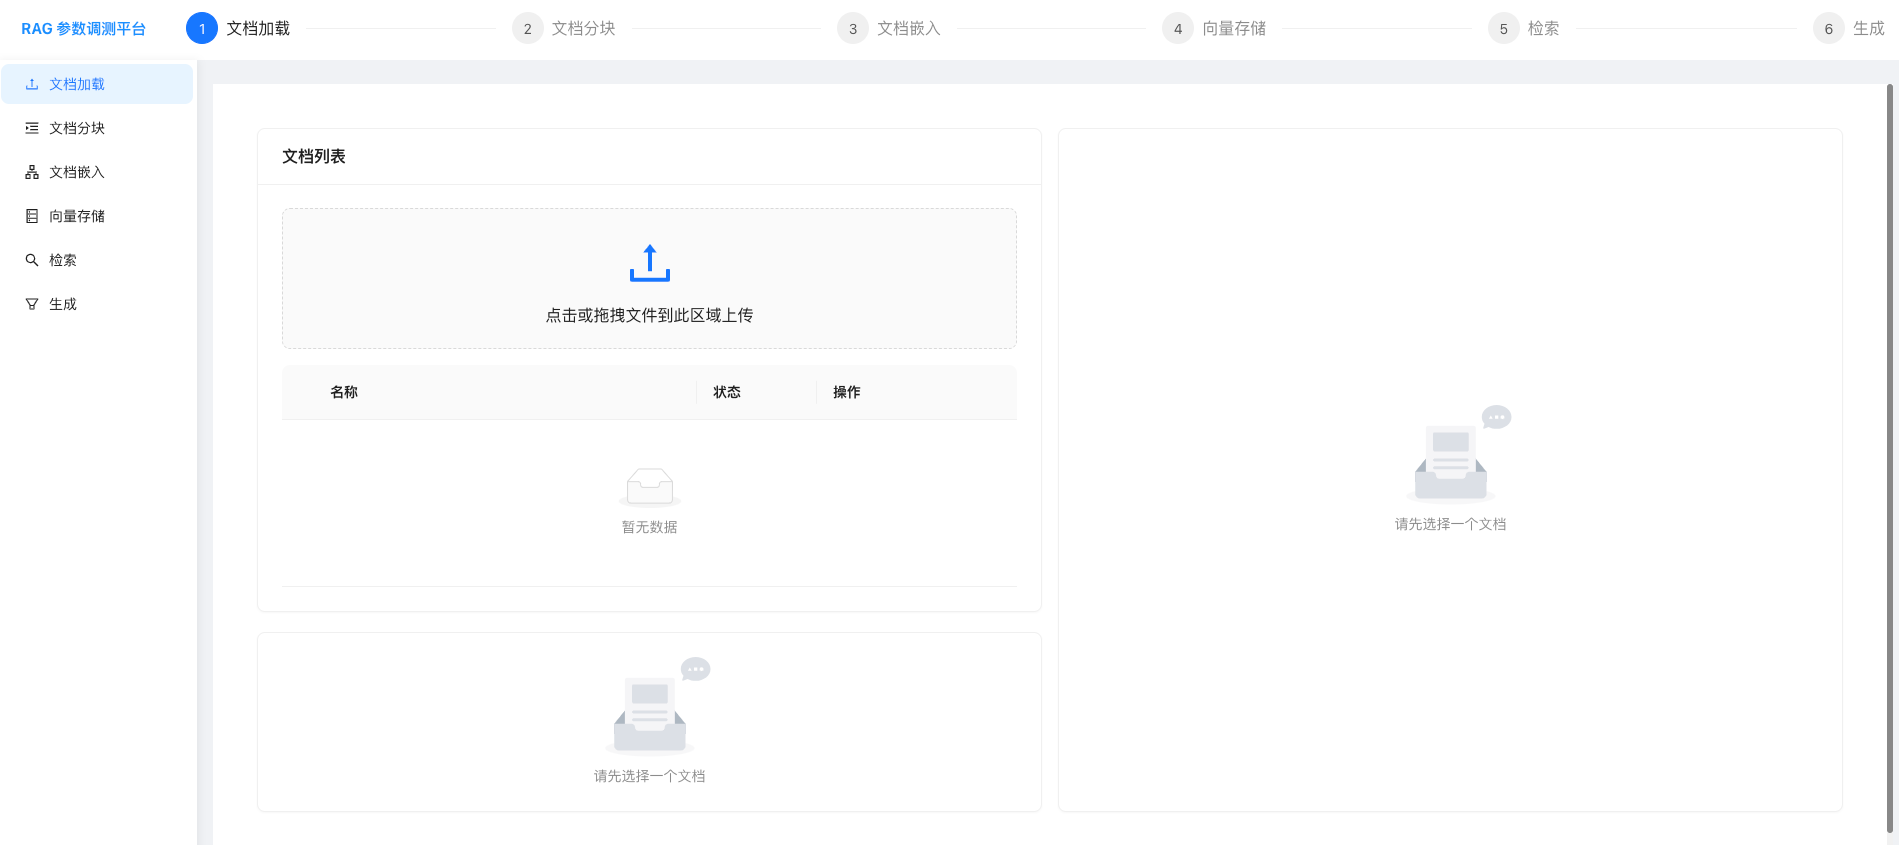 RAG 参数调测平台
1 文档加载
2 文档分块
3 文档嵌入
4 向量存储
5 检索
6 生成
文档加载
文档分块
文档嵌入
向量存储
检索
生成
文档列表
点击或拖拽文件到此区域上传
名称 状态 操作
暂无数据
请先选择一个文档
请先选择一个文档